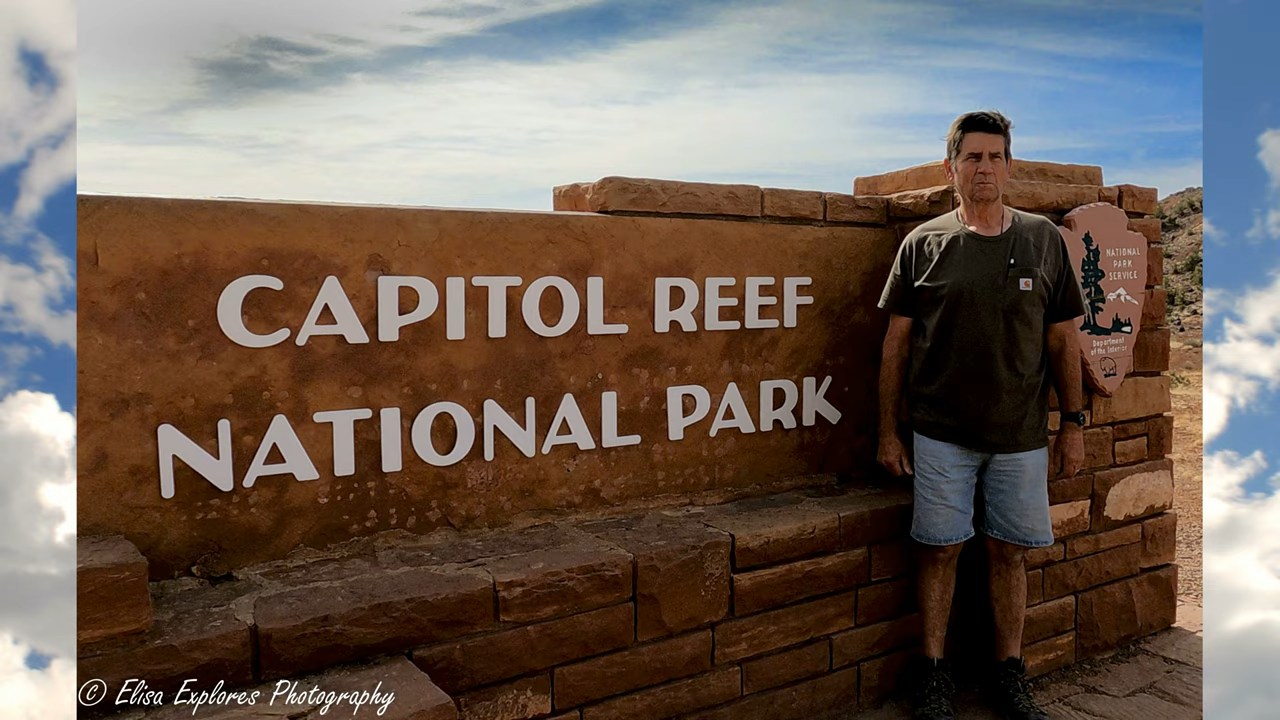 CAPITOL REEF
NATIONAL PARK
NATIONAL
PARK
SERVICE
Department
of the Interior
© Elisa Explores Photography